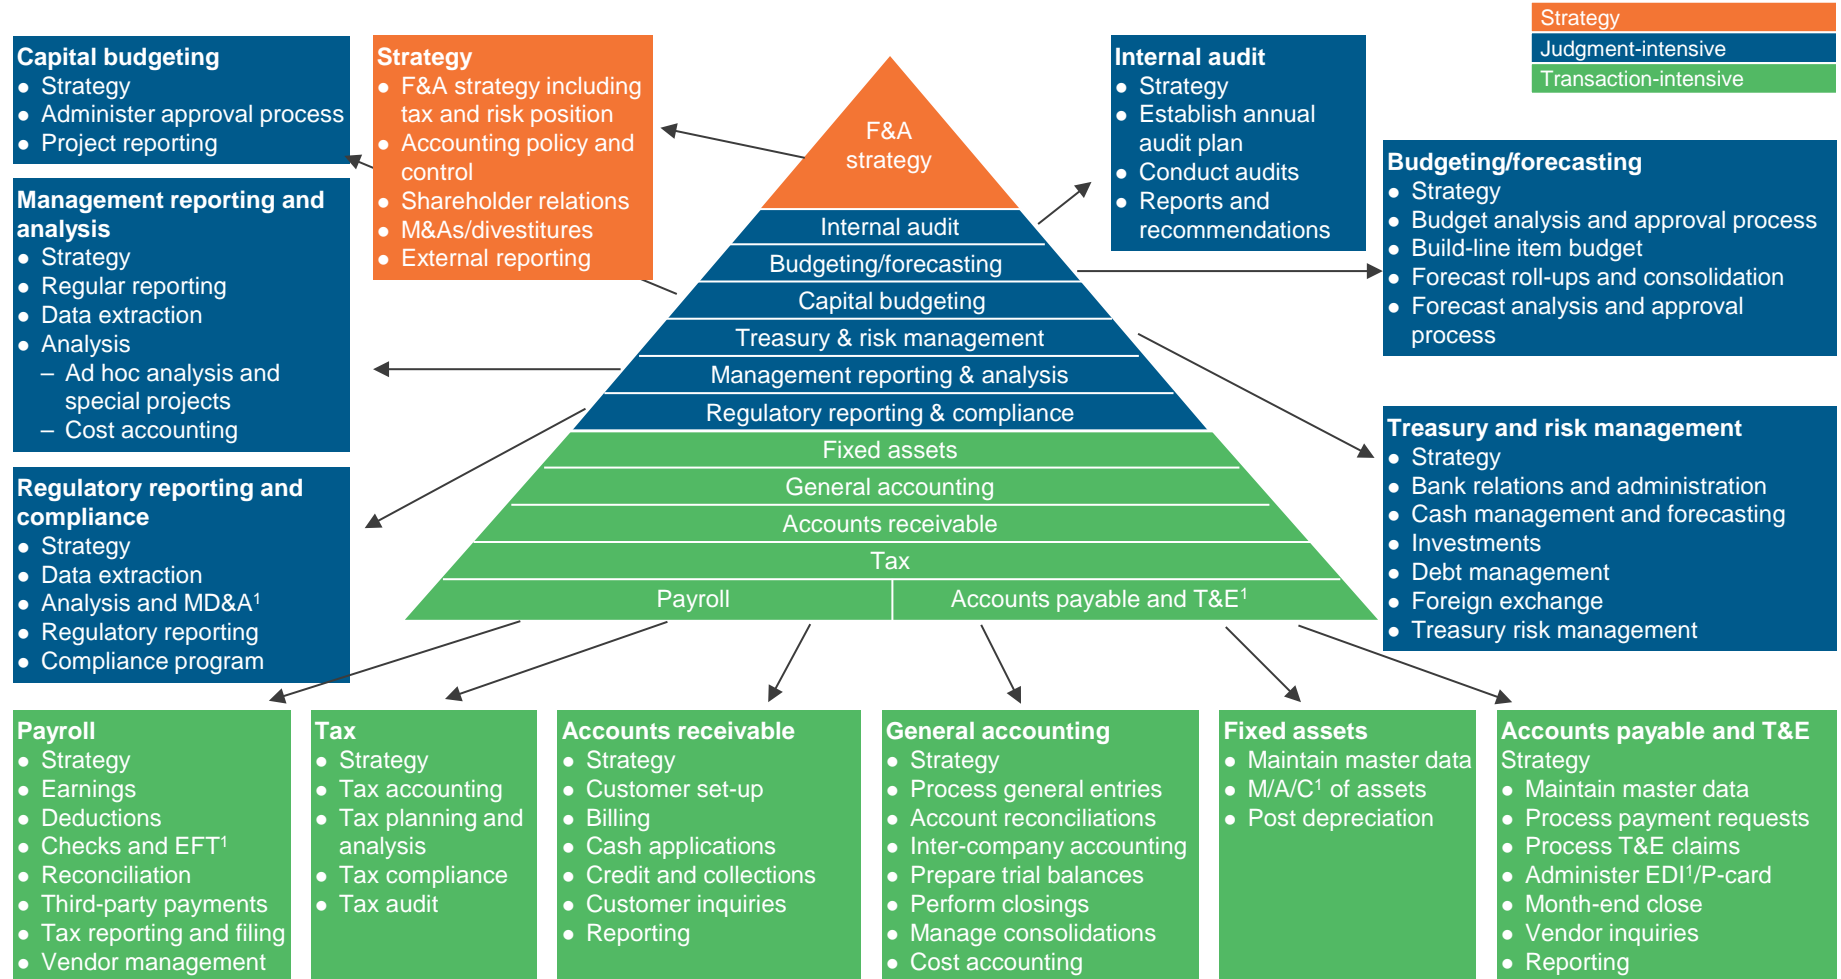 Strategy
Judgment-intensive
Transaction-intensive
Capital budgeting
● Strategy
● Administer approval process
● Project reporting
Strategy
● F&A strategy including
tax and risk position
● Accounting policy and
control
● Shareholder relations
● M&As/divestitures
● External reporting
Internal audit
● Strategy
● Establish annual
audit plan
● Conduct audits
● Reports and
recommendations
Budgeting/forecasting
● Strategy
● Budget analysis and approval process
● Build-line item budget
● Forecast roll-ups and consolidation
● Forecast analysis and approval
process
Management reporting and
analysis
● Strategy
● Regular reporting
● Data extraction
● Analysis
– Ad hoc analysis and
special projects
– Cost accounting
F&A
strategy
Internal audit
Budgeting/forecasting
Capital budgeting
Treasury & risk management
Management reporting & analysis
Regulatory reporting & compliance
Fixed assets
General accounting
Accounts receivable
Tax
Payroll
Accounts payable and T&E¹
Treasury and risk management
● Strategy
● Bank relations and administration
● Cash management and forecasting
● Investments
● Debt management
● Foreign exchange
● Treasury risk management
Regulatory reporting and
compliance
● Strategy
● Data extraction
● Analysis and MD&A¹
● Regulatory reporting
● Compliance program
Payroll
● Strategy
● Earnings
● Deductions
● Checks and EFT¹
● Reconciliation
● Third-party payments
● Tax reporting and filing
● Vendor management
Tax
● Strategy
● Tax accounting
● Tax planning and
analysis
● Tax compliance
● Tax audit
Accounts receivable
● Strategy
● Customer set-up
● Billing
● Cash applications
● Credit and collections
● Customer inquiries
● Reporting
General accounting
● Strategy
● Process general entries
● Account reconciliations
● Inter-company accounting
● Prepare trial balances
● Perform closings
● Manage consolidations
● Cost accounting
Fixed assets
● Maintain master data
● M/A/C¹ of assets
● Post depreciation
Accounts payable and T&E
Strategy
● Maintain master data
● Process payment requests
● Process T&E claims
● Administer EDI¹/P-card
● Month-end close
● Vendor inquiries
● Reporting